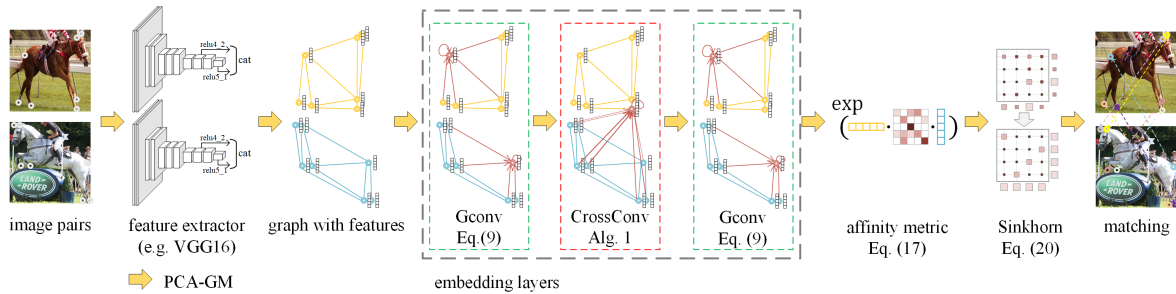 relu4_2
cat
relu5_1
relu4_2
cat
relu5_1
LAND-
ROVER
exp
image pairs
feature extractor
(e.g. VGG16)
graph with features
Gconv
Eq.(9)
CrossConv
Alg. 1
Gconv
Eq. (9)
affinity metric
Eq. (17)
Sinkhorn
Eq. (20)
matching
PCA-GM
embedding layers